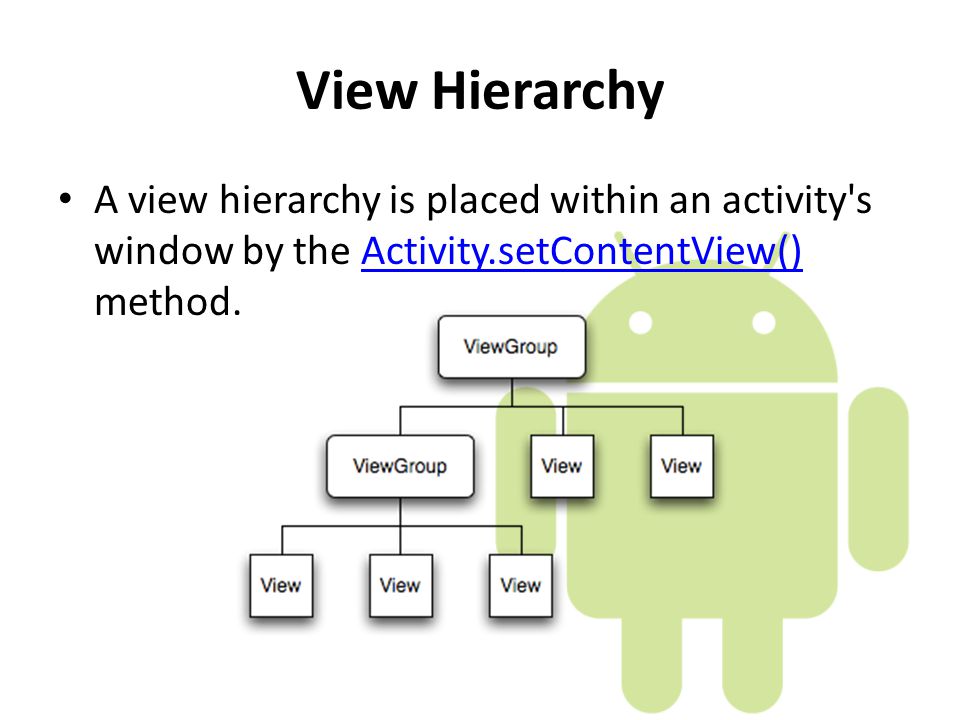 View Hierarchy
• A view hierarchy is placed within an activity's
window by the Activity.setContentView()
method.
ViewGroup
ViewGroup
View
View
View
View
View